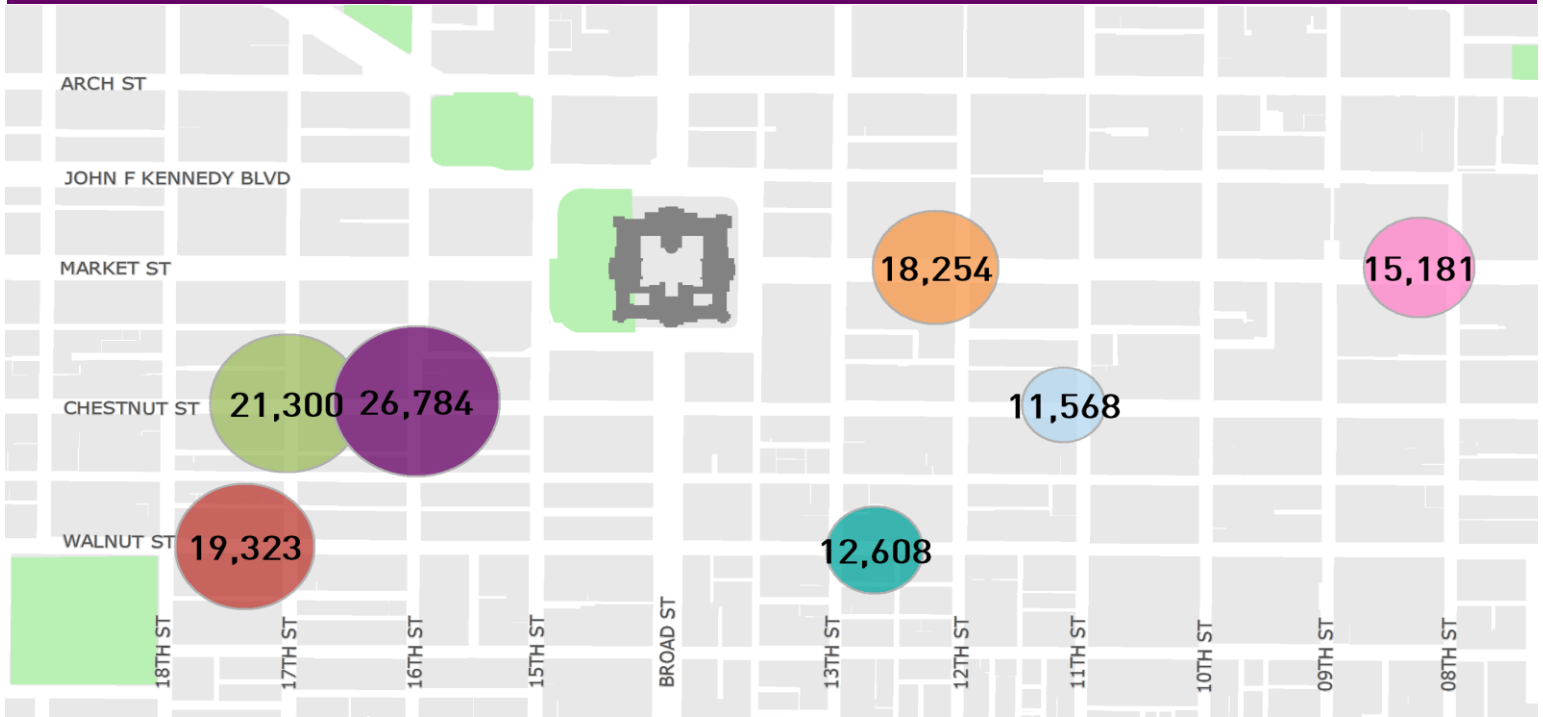 ARCH ST
JOHN F KENNEDY BLVD
MARKET ST
18,254
15,181
CHESTNUT ST
21,300
26,784
11,568
WALNUT ST
19,323
12,608
18TH ST
17TH ST
16TH ST
15TH ST
BROAD ST
13TH ST
12TH ST
11TH ST
10TH ST
09TH ST
08TH ST